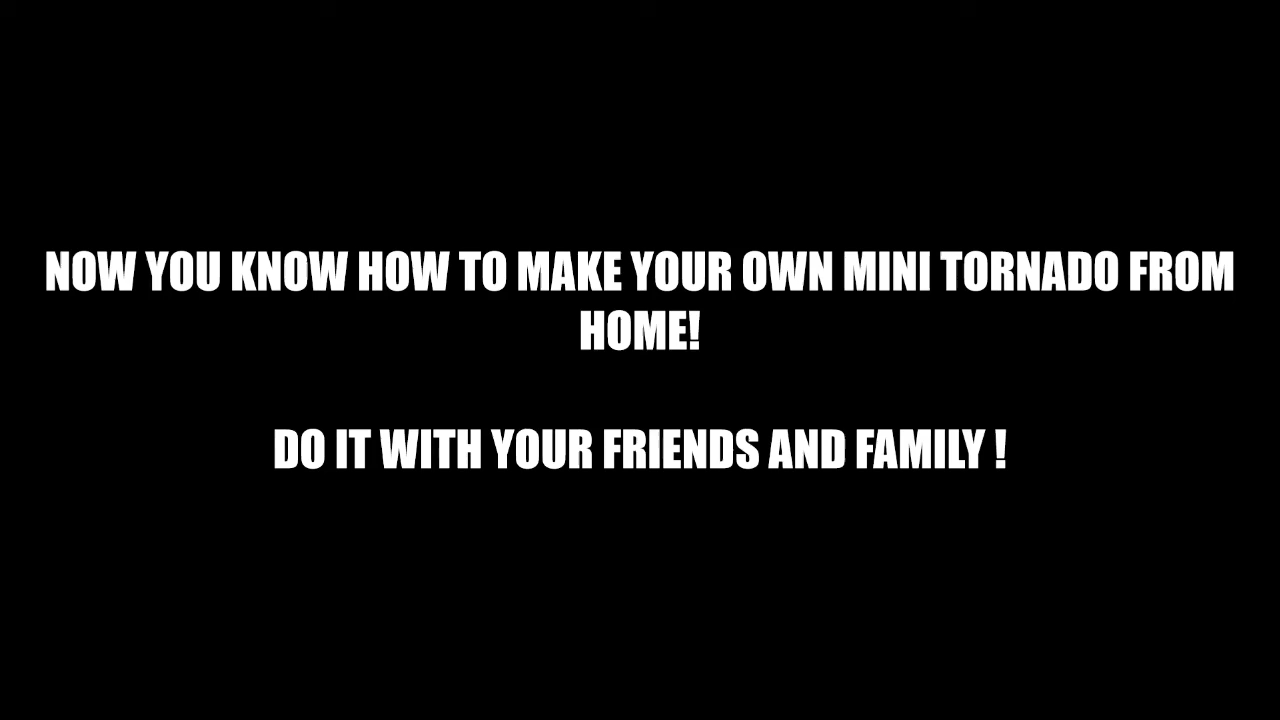 NOW YOU KNOW HOW TO MAKE YOUR OWN MINI TORNADO FROM
HOME!
DO IT WITH YOUR FRIENDS AND FAMILY !